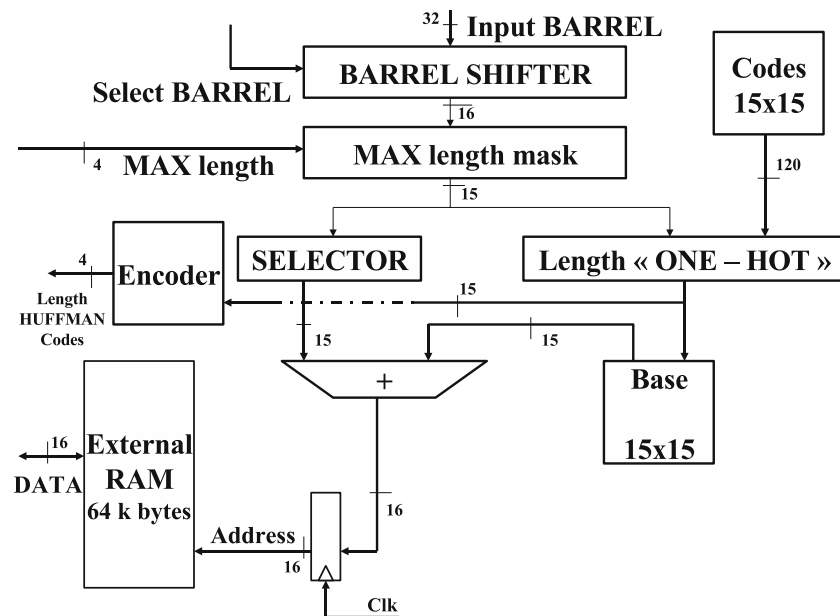 32
Input BARREL
Select BARREL
BARREL SHIFTER
Codes
15x15
16
4
MAX length
MAX length mask
120
15
4
Encoder
SELECTOR
Length « ONE – HOT »
Length
HUFFMAN
Codes
15
15
15
+
Base
15x15
External
RAM
64 k bytes
16
DATA
16
Address
16
Clk